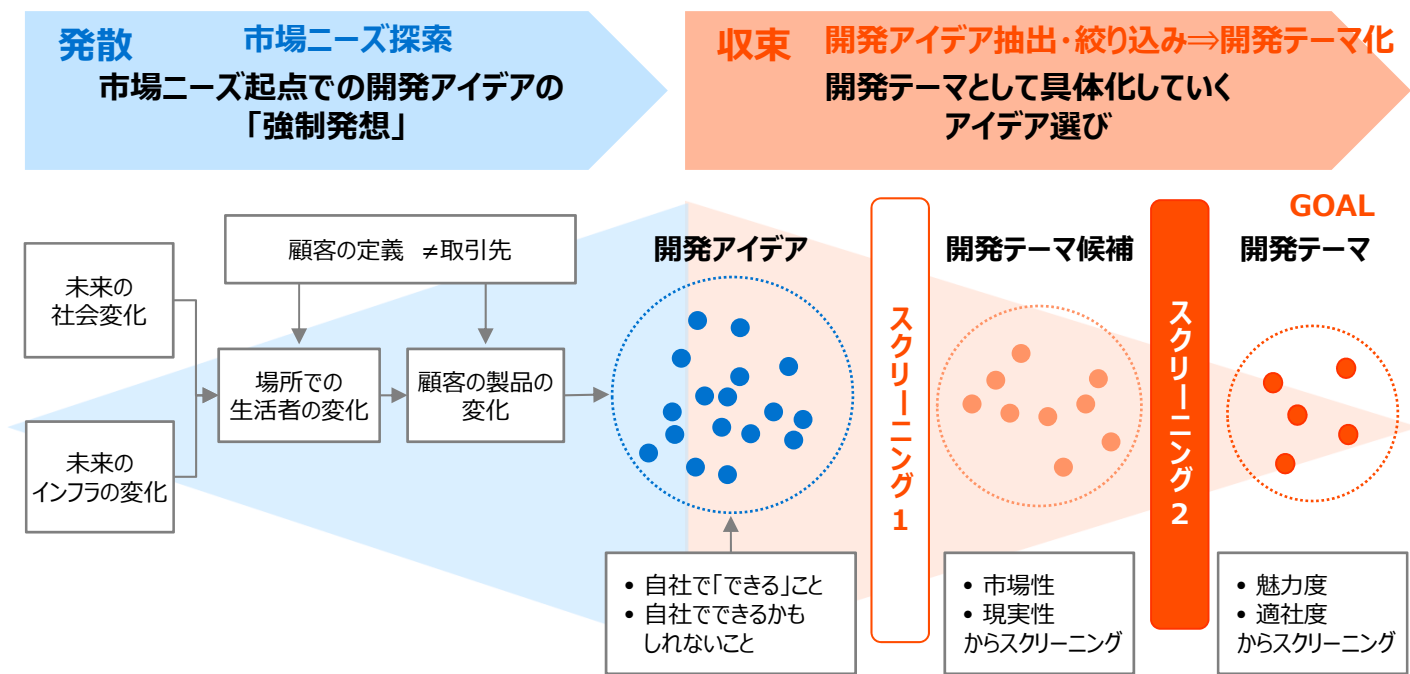 発散 市場ニーズ探索
市場ニーズ起点での開発アイデアの
「強制発想」
収束 開発アイデア抽出・絞り込み⇒開発テーマ化
開発テーマとして具体化していく
アイデア選び
GOAL
顧客の定義 ≠取引先
未来の
社会変化
未来の
インフラの変化
場所での
生活者の変化
顧客の製品の
変化
開発アイデア
• 自社で「できる」こと
• 自社でできるかも
しれないこと
スクリーニング1
開発テーマ候補
• 市場性
• 現実性
からスクリーニング
スクリーニング2
開発テーマ
• 魅力度
• 適社度
からスクリーニング